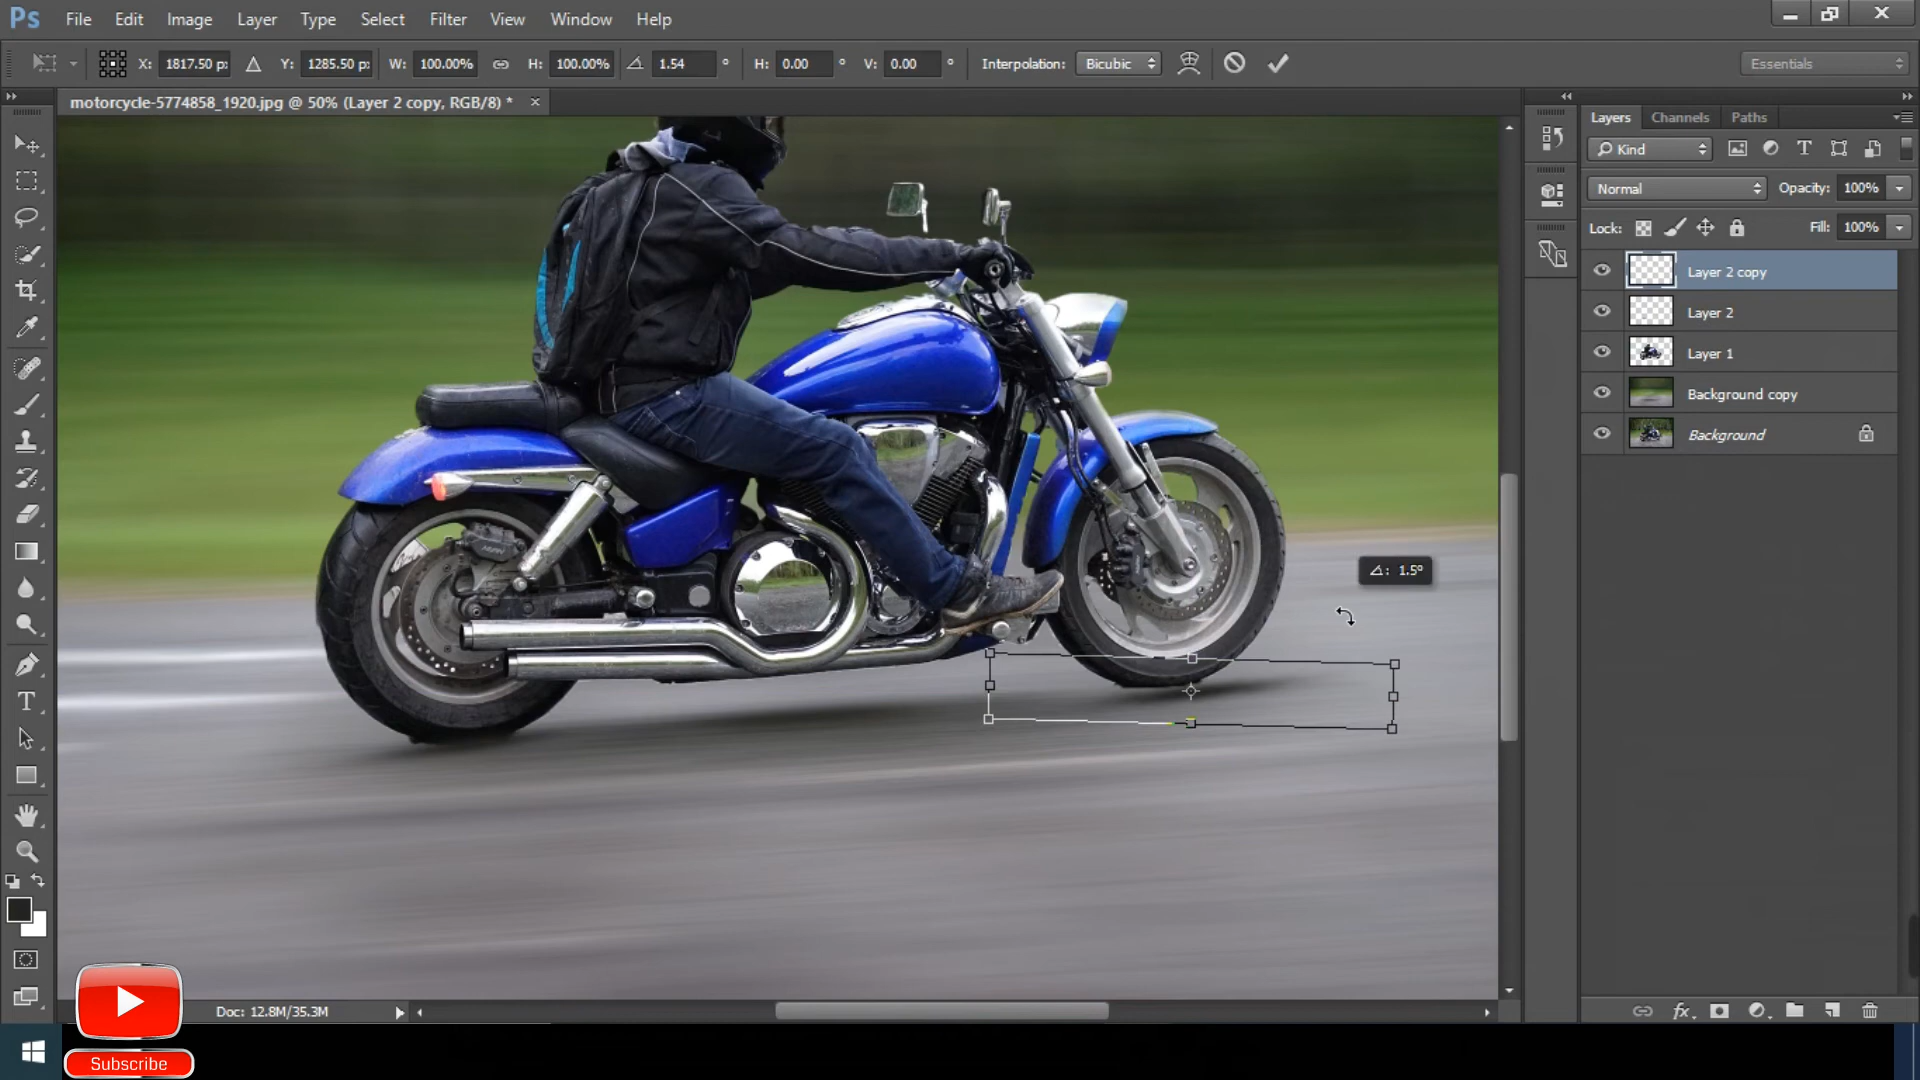 Ps File Edit Image Layer Type Select Filter View Window Help
X: 1817.50 p: Y: 1285.50 p: W: 100.00% H: 100.00% 1.54 ° H: 0.00 ° V: 0.00 ° Interpolation: Bicubic Essentials
motorcycle-5774858_1920.jpg @ 50% (Layer 2 copy, RGB/8) *
Layers Channels Paths
Kind
Normal Opacity: 100%
Lock: Fill: 100%
Layer 2 copy
Layer 2
Layer 1
Background copy
Background
1.5°
Doc: 12.8M/35.3M
Subscribe